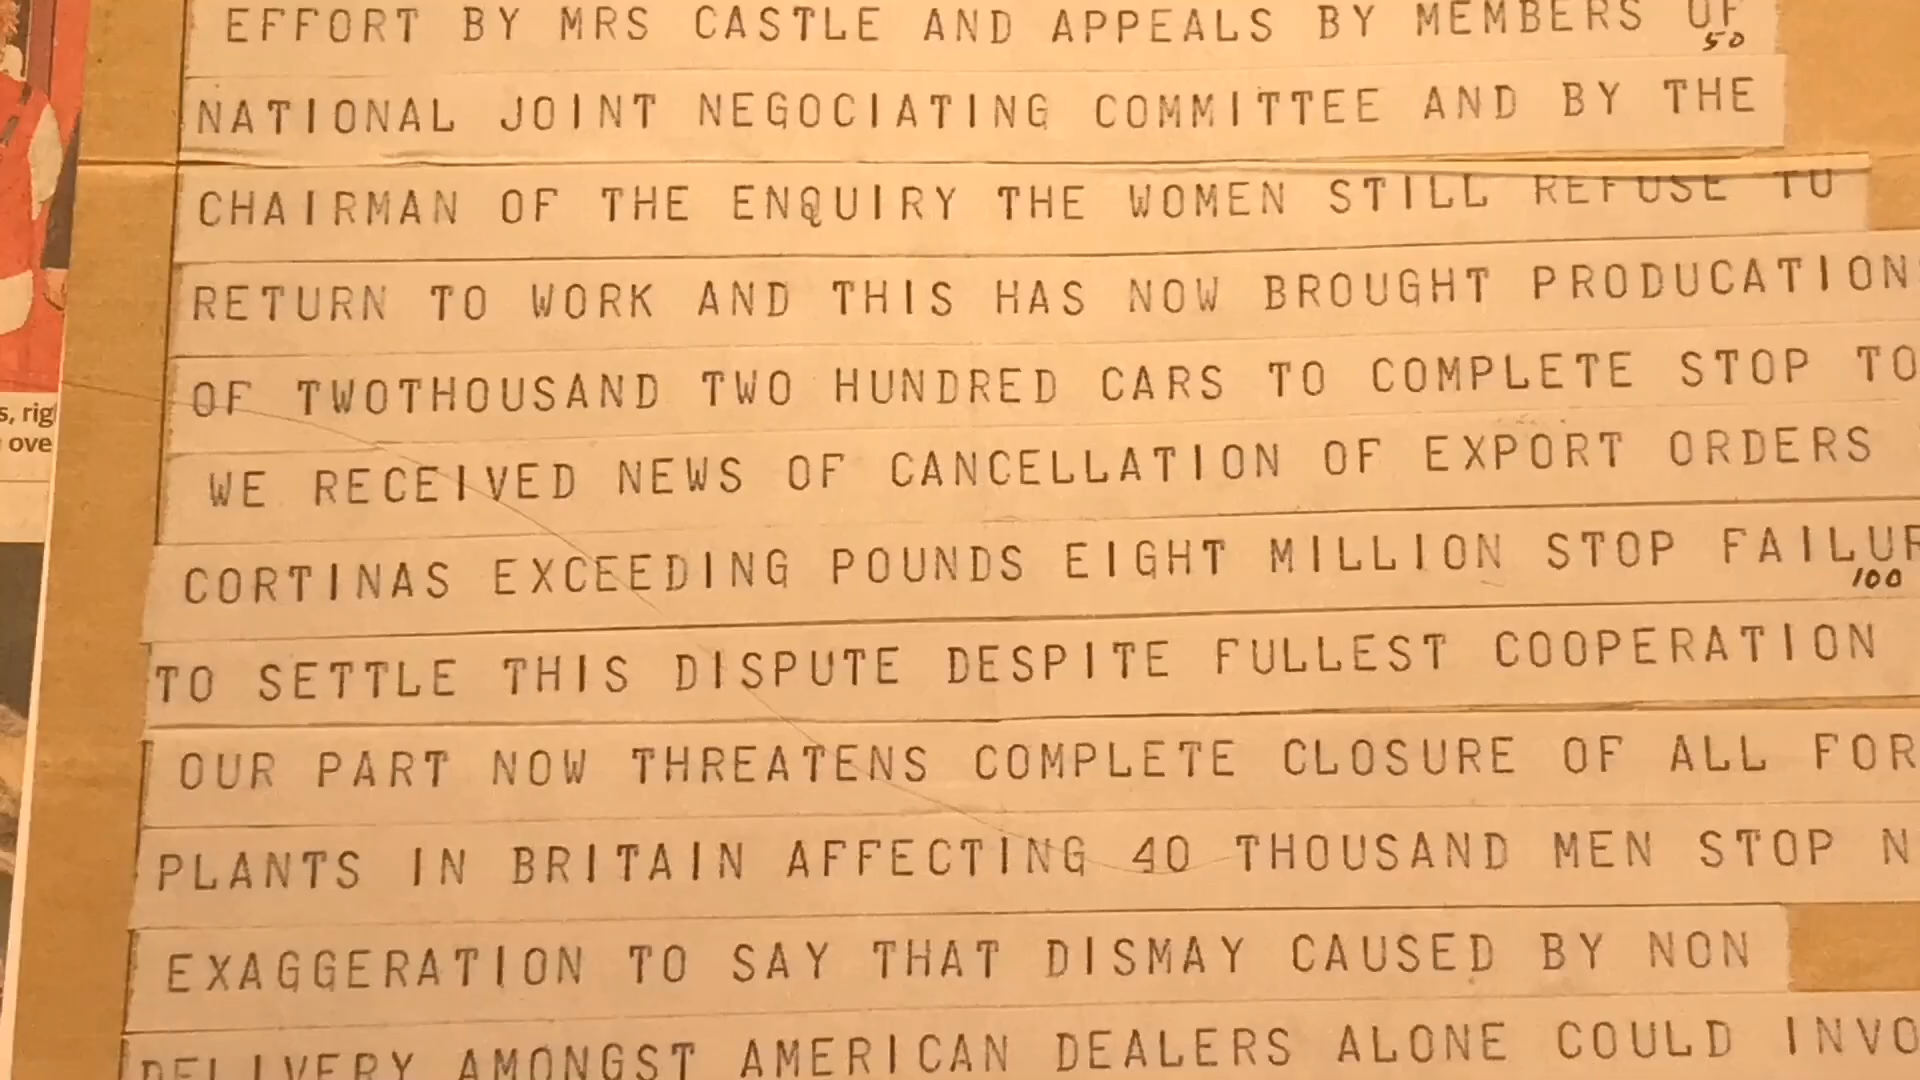 EFFORT BY MRS CASTLE AND APPEALS BY MEMBERS OF
50
NATIONAL JOINT NEGOCIATING COMMITTEE AND BY THE
CHAIRMAN OF THE ENQUIRY THE WOMEN STILL REFUSE TO
RETURN TO WORK AND THIS HAS NOW BROUGHT PRODUCATION
OF TWOTHOUSAND TWO HUNDRED CARS TO COMPLETE STOP TO
WE RECEIVED NEWS OF CANCELLATION OF EXPORT ORDERS
CORTINAS EXCEEDING POUNDS EIGHT MILLION STOP FAILUR
100
TO SETTLE THIS DISPUTE DESPITE FULLEST COOPERATION
OUR PART NOW THREATENS COMPLETE CLOSURE OF ALL FOR
PLANTS IN BRITAIN AFFECTING 40 THOUSAND MEN STOP N
EXAGGERATION TO SAY THAT DISMAY CAUSED BY NON
DELIVERY AMONGST AMERICAN DEALERS ALONE COULD INVO
s, rig
ove